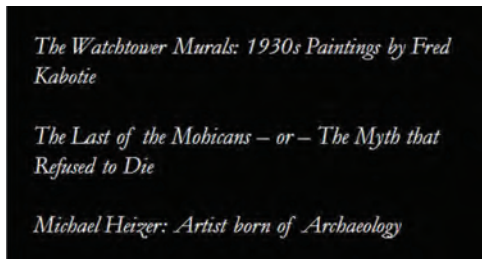 The Watchtower Murals: 1930s Paintings by Fred
Kabotie
The Last of the Mohicans – or – The Myth that
Refused to Die
Michael Heizer: Artist born of Archaeology